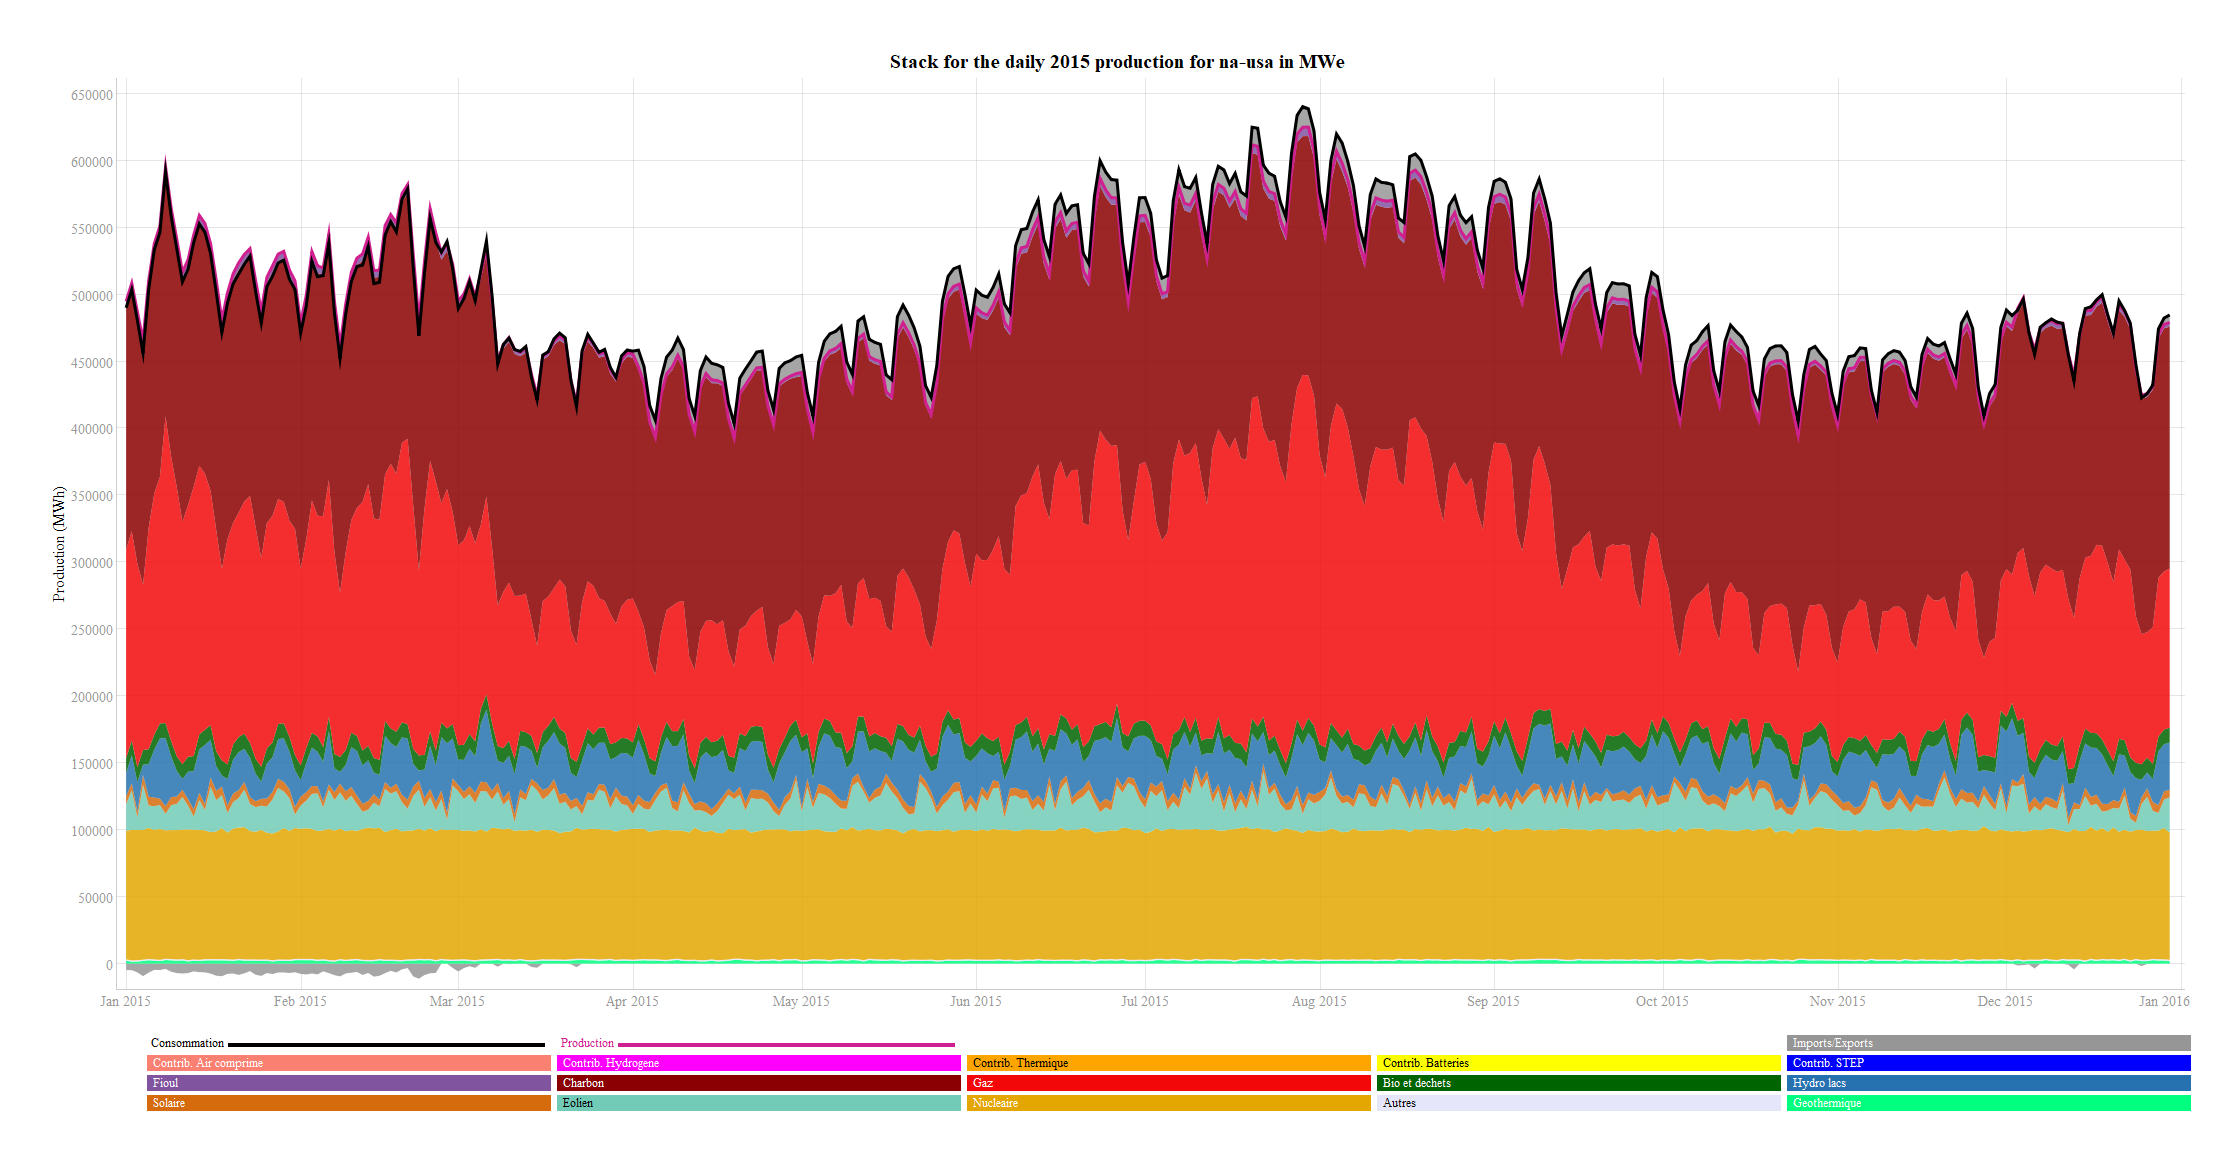 Stack for the daily 2015 production for na-usa in MWe
Production (MWh)
650000
600000
550000
500000
450000
400000
350000
300000
250000
200000
150000
100000
50000
0
Jan 2015 Feb 2015 Mar 2015 Apr 2015 May 2015 Jun 2015 Jul 2015 Aug 2015 Sep 2015 Oct 2015 Nov 2015 Dec 2015 Jan 2016
Consommation Production Imports/Exports
Contrib. Air comprime Contrib. Hydrogene Contrib. Thermique Contrib. Batteries Contrib. STEP
Fioul Charbon Gaz Bio et dechets Hydro lacs
Solaire Eolien Nucleaire Autres Geothermique